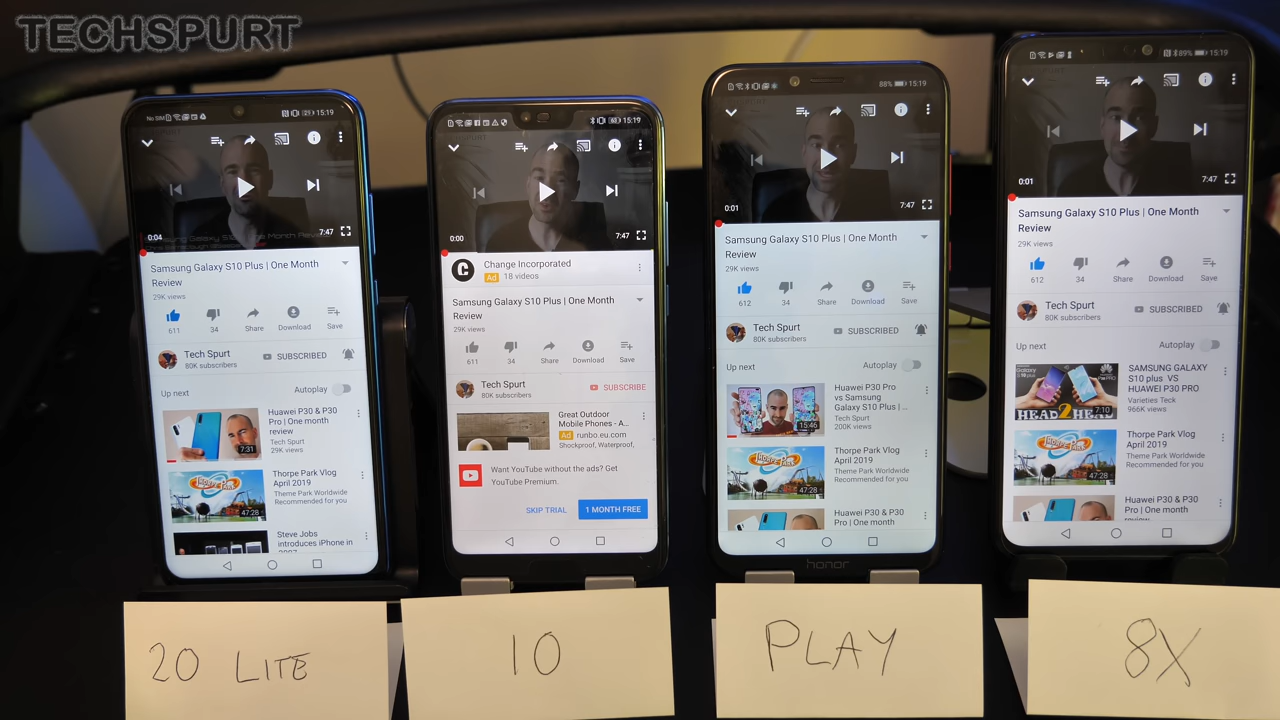 TECHSPURT
No SIM 15:19
0:04 7:47
Samsung Galaxy S10 Plus | One Month
Review
29K views
611 34 Share Download Save
Tech Spurt
80K subscribers
SUBSCRIBED
Up next Autoplay
Huawei P30 & P30
Pro | One month
review
Tech Spurt
29K views
7:31
Thorpe Park Vlog
April 2019
Theme Park Worldwide
Recommended for you
47:28
Steve Jobs
introduces iPhone in
2007
20 LITE
15:19
0:00 7:47
Change Incorporated
Ad 18 videos
Samsung Galaxy S10 Plus | One Month
Review
29K views
611 34 Share Download Save
Tech Spurt
80K subscribers
SUBSCRIBE
Great Outdoor
Mobile Phones - A...
Ad runbo.eu.com
Shockproof, Waterproof,
Want YouTube without the ads? Get
YouTube Premium.
SKIP TRIAL 1 MONTH FREE
10
88% 15:19
0:01 7:47
Samsung Galaxy S10 Plus | One Month
Review
29K views
612 34 Share Download Save
Tech Spurt
80K subscribers
SUBSCRIBED
Up next Autoplay
Huawei P30 Pro
vs Samsung
Galaxy S10 Plus | ...
Tech Spurt
200K views
15:46
Thorpe Park Vlog
April 2019
Theme Park Worldwide
Recommended for you
47:28
Huawei P30 & P30
Pro | One month
honor
PLAY
89% 15:19
0:01 7:47
Samsung Galaxy S10 Plus | One Month
Review
29K views
612 34 Share Download Save
Tech Spurt
80K subscribers
SUBSCRIBED
Up next Autoplay
SAMSUNG GALAXY
S10 plus VS
HUAWEI P30 PRO
Varieties Teck
966K views
HEAD2HEAD
7:10
Thorpe Park Vlog
April 2019
Theme Park Worldwide
Recommended for you
47:28
Huawei P30 & P30
Pro | One month
review
8X